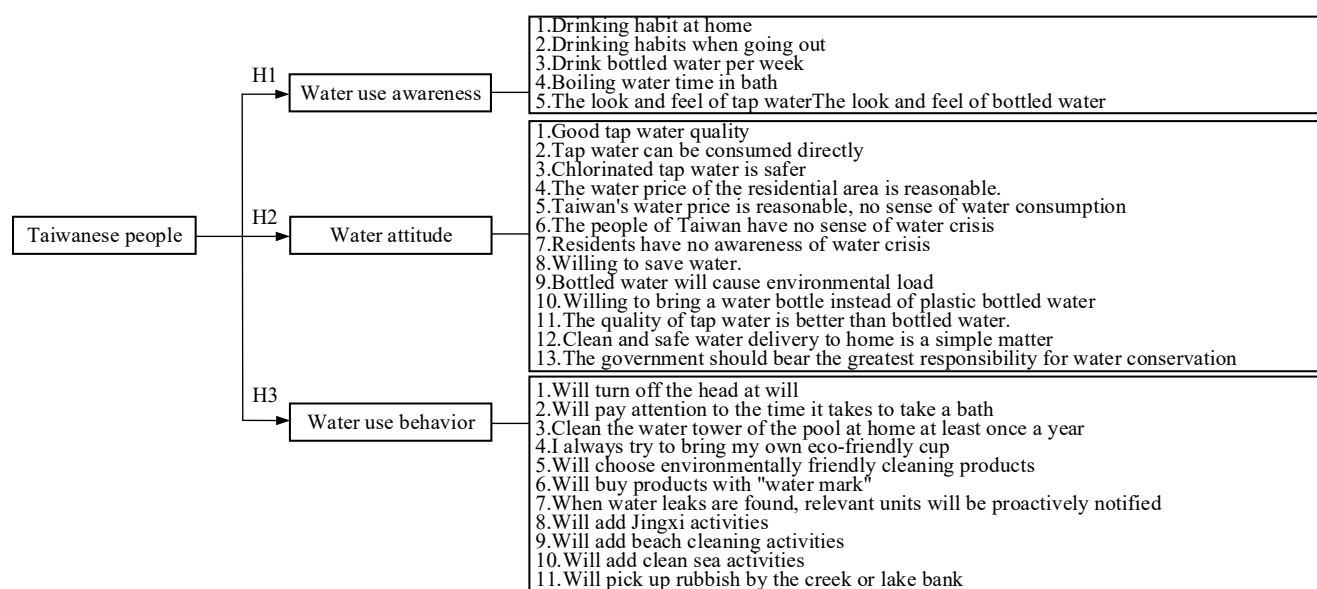 1.Drinking habit at home
2.Drinking habits when going out
3.Drink bottled water per week
4.Boiling water time in bath
5.The look and feel of tap waterThe look and feel of bottled water
H1
Water use awareness
1.Good tap water quality
2.Tap water can be consumed directly
3.Chlorinated tap water is safer
4.The water price of the residential area is reasonable.
5.Taiwan's water price is reasonable, no sense of water consumption
6.The people of Taiwan have no sense of water crisis
7.Residents have no awareness of water crisis
8.Willing to save water.
9.Bottled water will cause environmental load
10.Willing to bring a water bottle instead of plastic bottled water
11.The quality of tap water is better than bottled water.
12.Clean and safe water delivery to home is a simple matter
13.The government should bear the greatest responsibility for water conservation
Taiwanese people
H2
Water attitude
H3
Water use behavior
1.Will turn off the head at will
2.Will pay attention to the time it takes to take a bath
3.Clean the water tower of the pool at home at least once a year
4.I always try to bring my own eco-friendly cup
5.Will choose environmentally friendly cleaning products
6.Will buy products with "water mark"
7.When water leaks are found, relevant units will be proactively notified
8.Will add Jingxi activities
9.Will add beach cleaning activities
10.Will add clean sea activities
11.Will pick up rubbish by the creek or lake bank